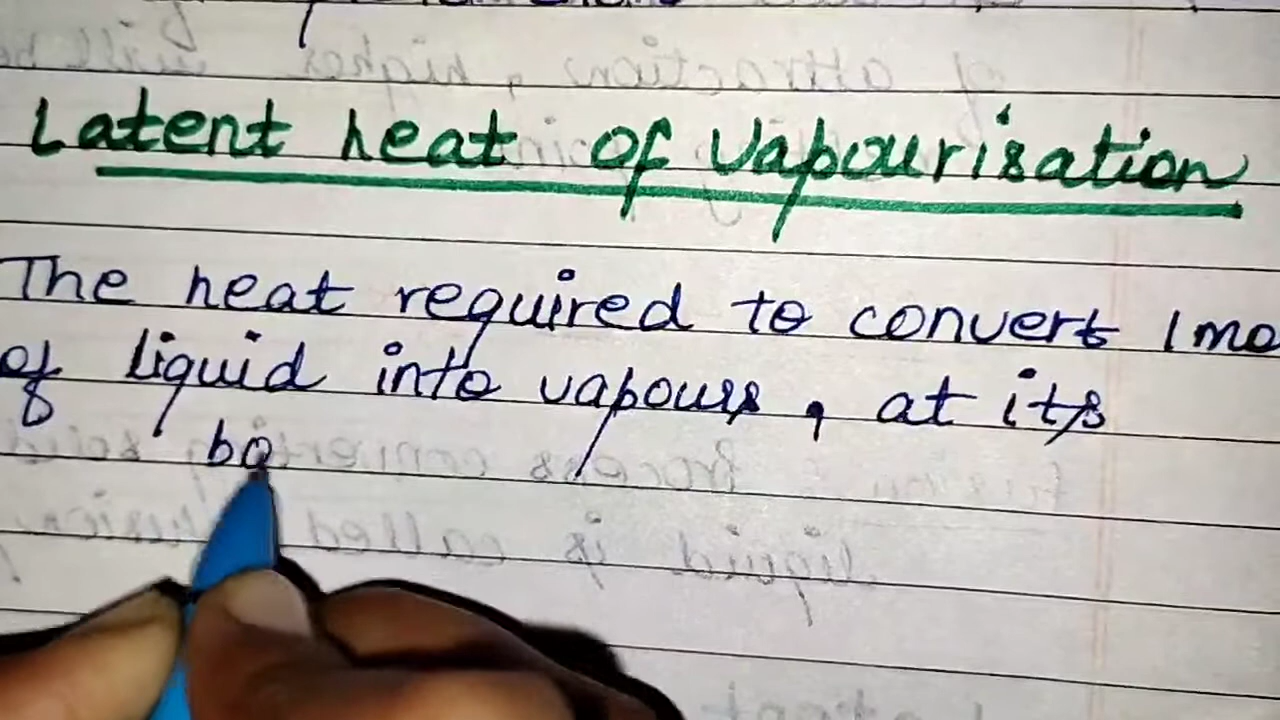 Latent heat of vapourisation
The heat required to convert 1 mo
of liquid into vapours, at its
bo